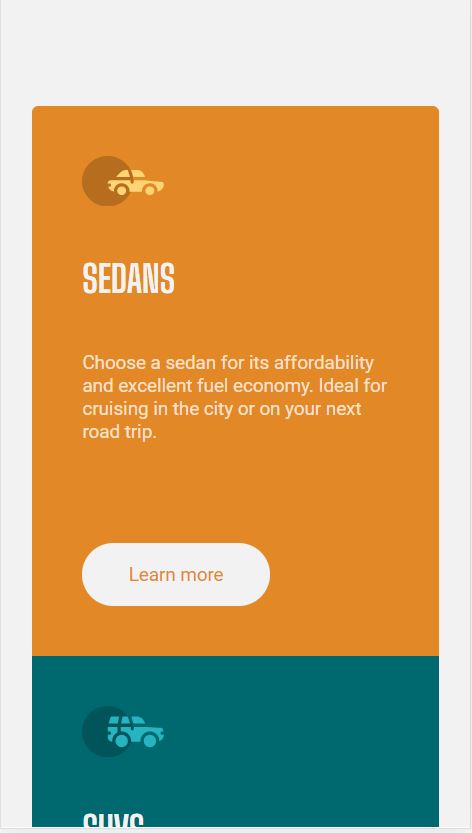 SEDANS
Choose a sedan for its affordability
and excellent fuel economy. Ideal for
cruising in the city or on your next
road trip.
Learn more
SUVS